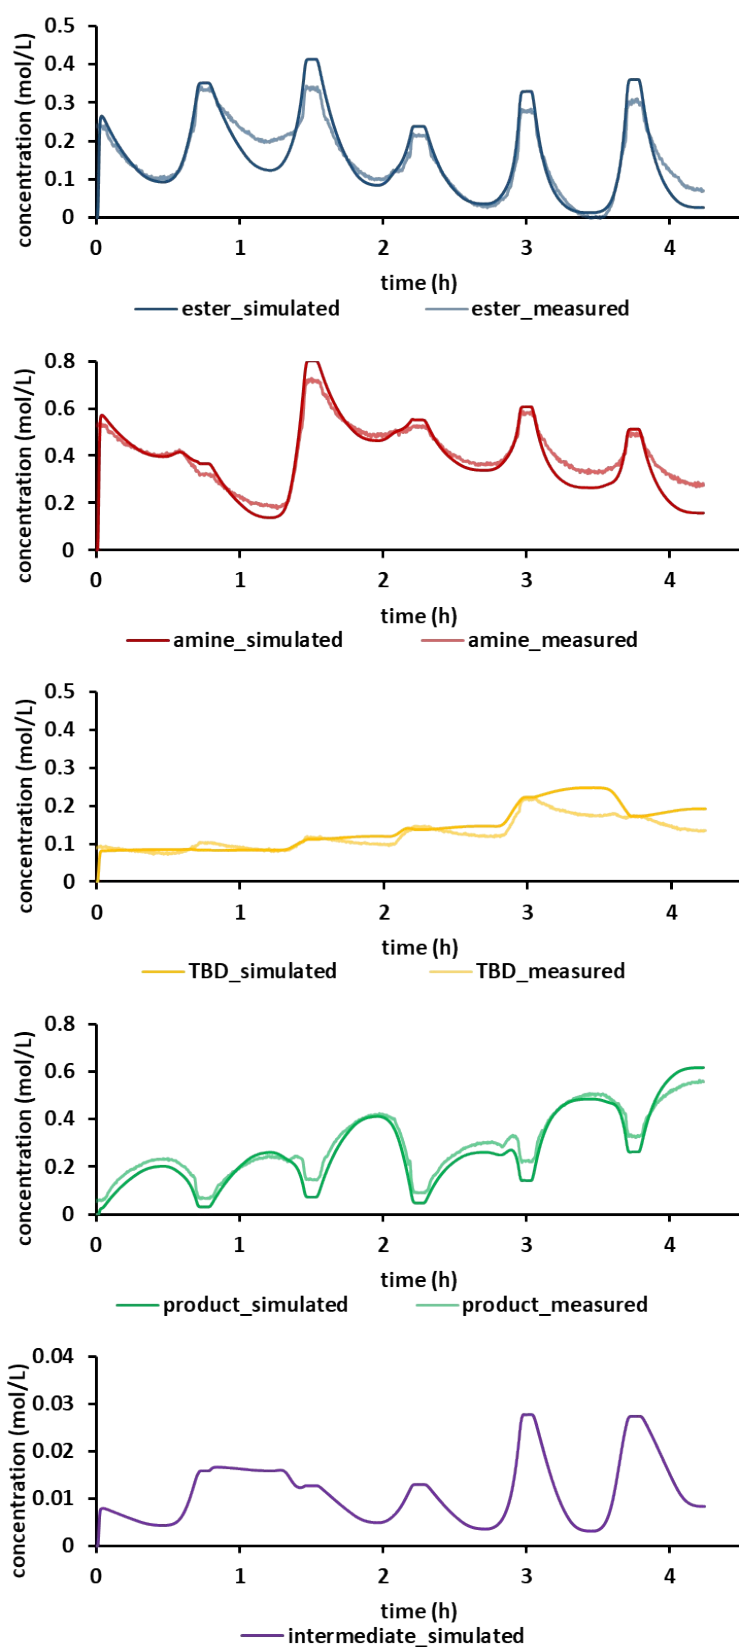 concentration (mol/L)
0.5
0.4
0.3
0.2
0.1
0
0 1 2 3 4
time (h)
ester_simulated ester_measured
concentration (mol/L)
0.8
0.6
0.4
0.2
0
0 1 2 3 4
time (h)
amine_simulated amine_measured
concentration (mol/L)
0.5
0.4
0.3
0.2
0.1
0
0 1 2 3 4
time (h)
TBD_simulated TBD_measured
concentration (mol/L)
0.8
0.6
0.4
0.2
0
0 1 2 3 4
time (h)
product_simulated product_measured
concentration (mol/L)
0.04
0.03
0.02
0.01
0
0 1 2 3 4
time (h)
intermediate_simulated